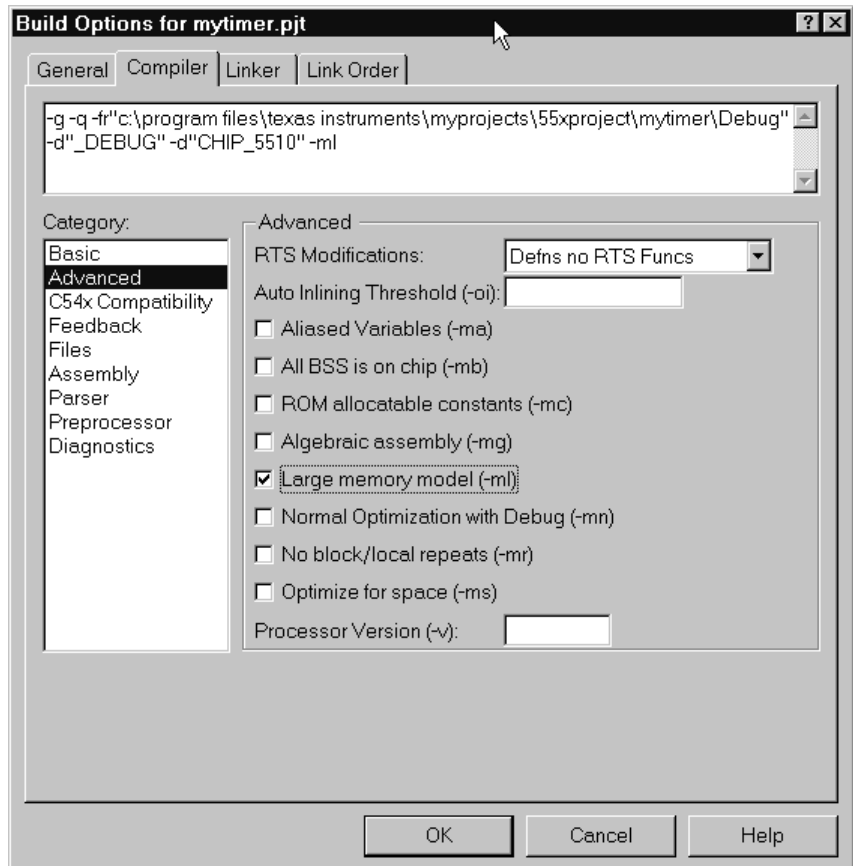 Build Options for mytimer.pjt
General Compiler Linker Link Order
-g -q -fr"c:\program files\texas instruments\myprojects\55xproject\mytimer\Debug"
-d"_DEBUG" -d"CHIP_5510" -ml
Category:
Basic
Advanced
C54x Compatibility
Feedback
Files
Assembly
Parser
Preprocessor
Diagnostics
Advanced
RTS Modifications: Defns no RTS Funcs
Auto Inlining Threshold (-oi):
Aliased Variables (-ma)
All BSS is on chip (-mb)
ROM allocatable constants (-mc)
Algebraic assembly (-mg)
Large memory model (-ml)
Normal Optimization with Debug (-mn)
No block/local repeats (-mr)
Optimize for space (-ms)
Processor Version (-v):
OK Cancel Help